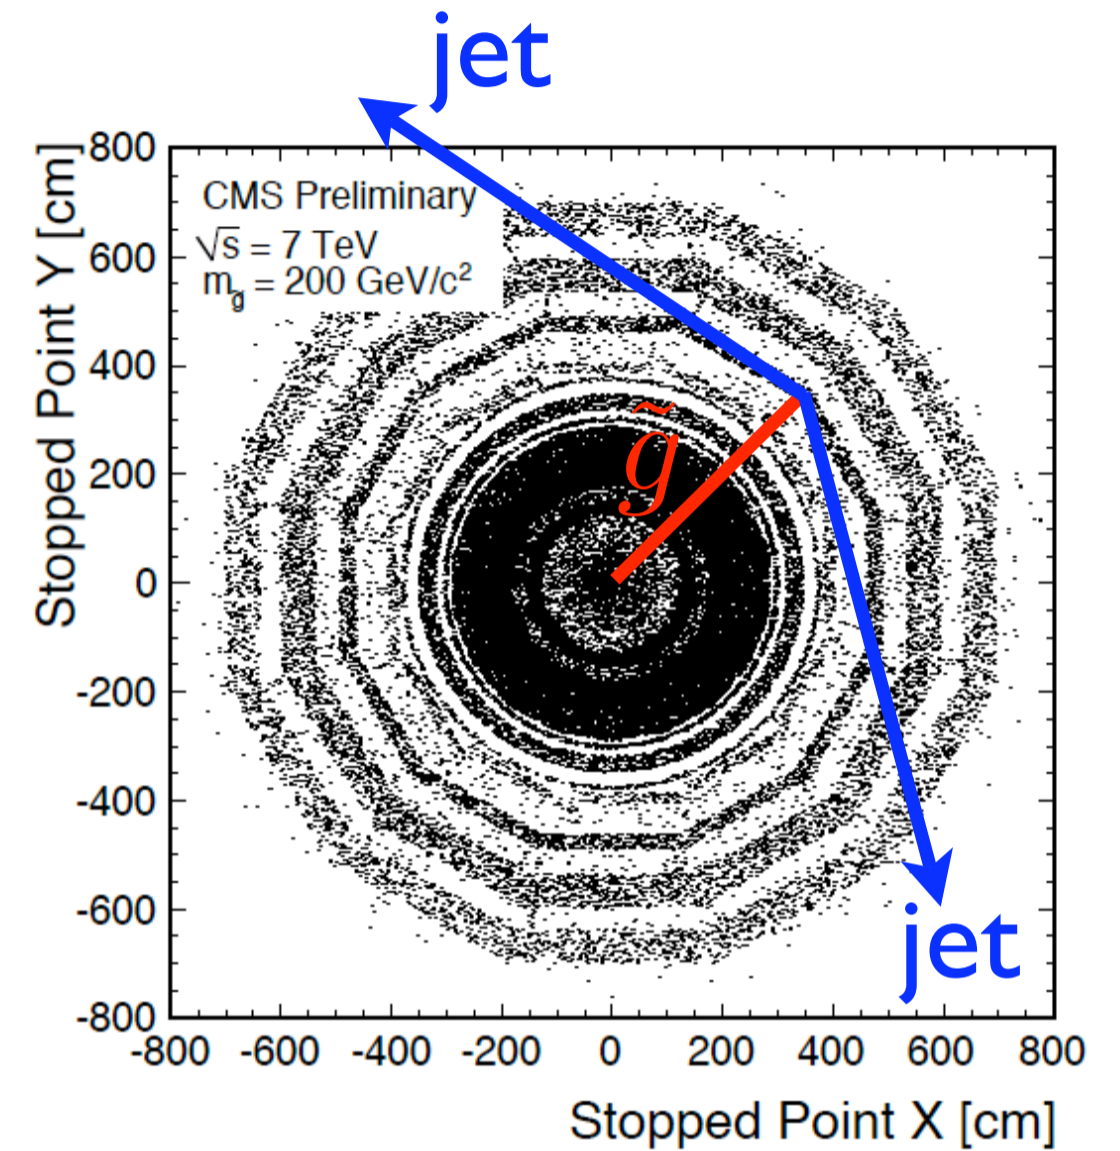 jet
CMS Preliminary
√s = 7 TeV
m_g = 200 GeV/c²
g̃
jet
Stopped Point Y [cm]
800
600
400
200
0
-200
-400
-600
-800
-800 -600 -400 -200 0 200 400 600 800
Stopped Point X [cm]